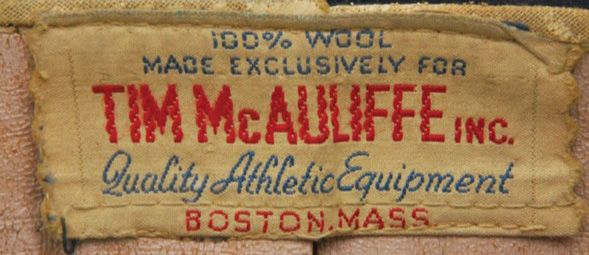 100% WOOL
MADE EXCLUSIVELY FOR
TIM McAULIFFE INC.
Quality Athletic Equipment
BOSTON, MASS.